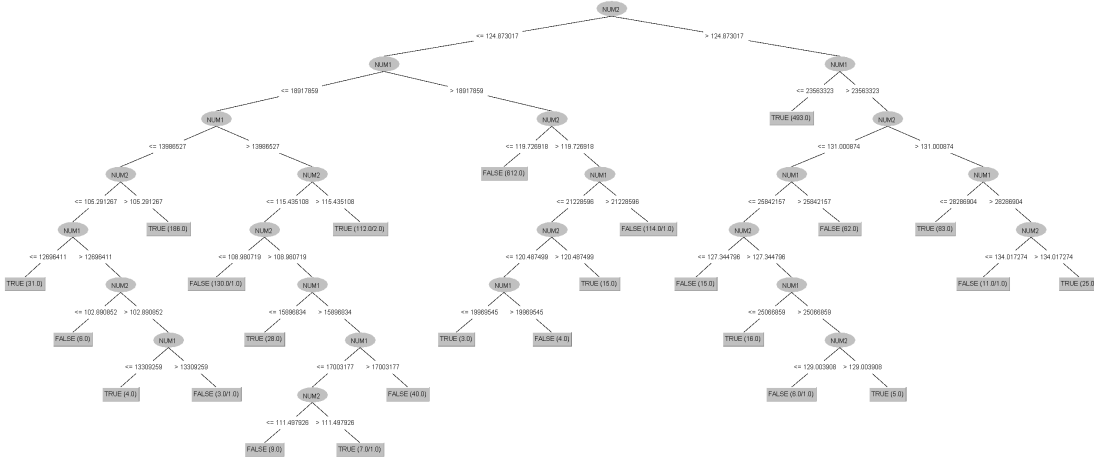 NUM2
<= 124.873017 > 124.873017
NUM1 NUM1
<= 18917859 > 18917859 <= 23563323 > 23563323
NUM1 NUM2 TRUE (493.0) NUM2
<= 13986527 > 13986527 <= 119.726918 > 119.726918 <= 131.000874 > 131.000874
NUM2 NUM2 FALSE (612.0) NUM1 NUM1 NUM1
<= 105.291267 > 105.291267 <= 115.435108 > 115.435108 <= 21228596 > 21228596 <= 25842157 > 25842157 <= 28286904 > 28286904
NUM1 TRUE (186.0) NUM2 TRUE (112.0/2.0) NUM2 FALSE (114.0/1.0) NUM2 FALSE (62.0) TRUE (83.0) NUM2
<= 12696411 > 12696411 <= 108.980719 > 108.980719 <= 120.487499 > 120.487499 <= 127.344796 > 127.344796 <= 134.017274 > 134.017274
TRUE (31.0) NUM2 FALSE (130.0/1.0) NUM1 NUM1 TRUE (15.0) FALSE (15.0) NUM1 FALSE (11.0/1.0) TRUE (25.0
<= 102.890852 > 102.890852 <= 15896834 > 15896834 <= 19969545 > 19969545 <= 25066859 > 25066859
FALSE (6.0) NUM1 TRUE (28.0) NUM1 TRUE (3.0) FALSE (4.0) TRUE (16.0) NUM2
<= 13309259 > 13309259 <= 17003177 > 17003177 <= 129.003908 > 129.003908
TRUE (4.0) FALSE (3.0/1.0) NUM2 FALSE (40.0) FALSE (6.0/1.0) TRUE (5.0)
<= 111.497926 > 111.497926
FALSE (9.0) TRUE (7.0/1.0)